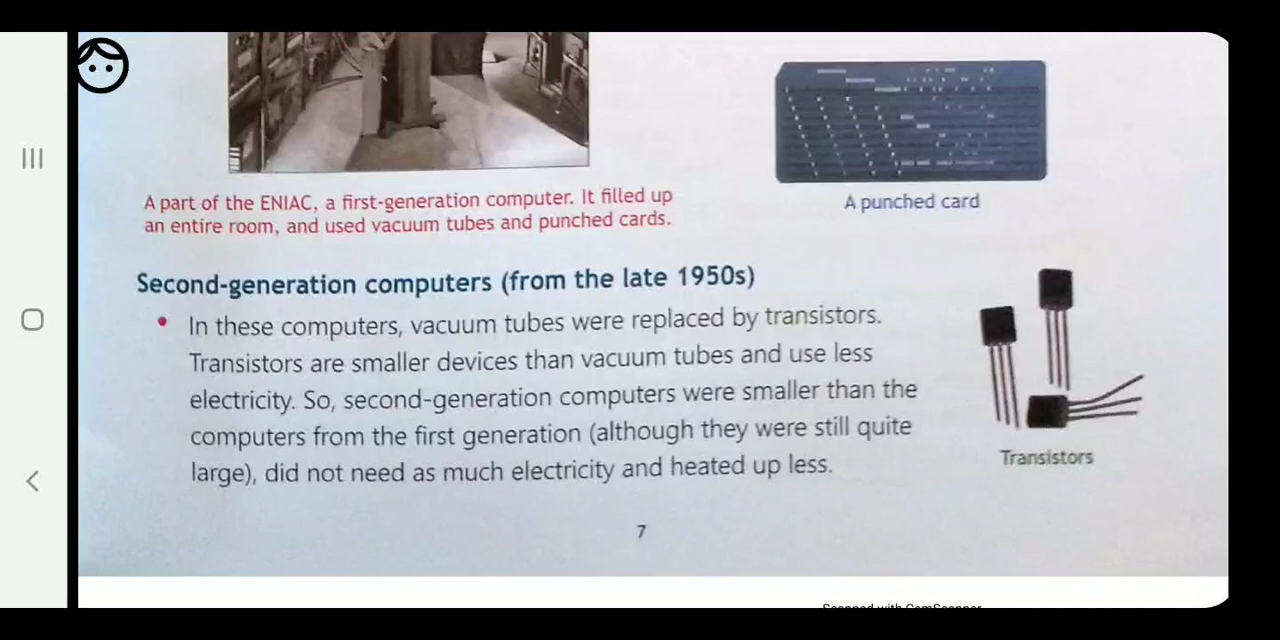 A part of the ENIAC, a first-generation computer. It filled up
an entire room, and used vacuum tubes and punched cards.
A punched card
Second-generation computers (from the late 1950s)
• In these computers, vacuum tubes were replaced by transistors.
Transistors are smaller devices than vacuum tubes and use less
electricity. So, second-generation computers were smaller than the
computers from the first generation (although they were still quite
large), did not need as much electricity and heated up less.
Transistors
7
Scanned with CamScanner